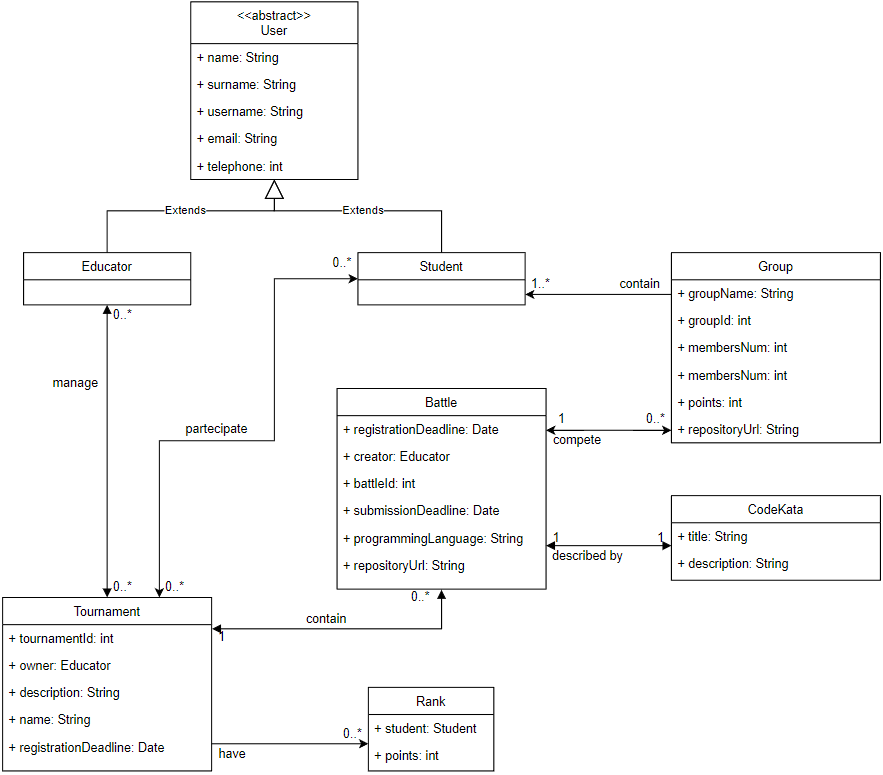 <<abstract>>
User
+ name: String
+ surname: String
+ username: String
+ email: String
+ telephone: int
Extends
Extends
Educator
0..*
Student
0..*
1..*
contain
Group
+ groupName: String
+ groupId: int
+ membersNum: int
+ membersNum: int
+ points: int
+ repositoryUrl: String
manage
partecipate
Battle
+ registrationDeadline: Date
+ creator: Educator
+ battleId: int
+ submissionDeadline: Date
+ programmingLanguage: String
+ repositoryUrl: String
1
0..*
compete
CodeKata
+ title: String
+ description: String
1
1
described by
0..*
0..*
0..*
Tournament
+ tournamentId: int
+ owner: Educator
+ description: String
+ name: String
+ registrationDeadline: Date
contain
1
have
0..*
Rank
+ student: Student
+ points: int